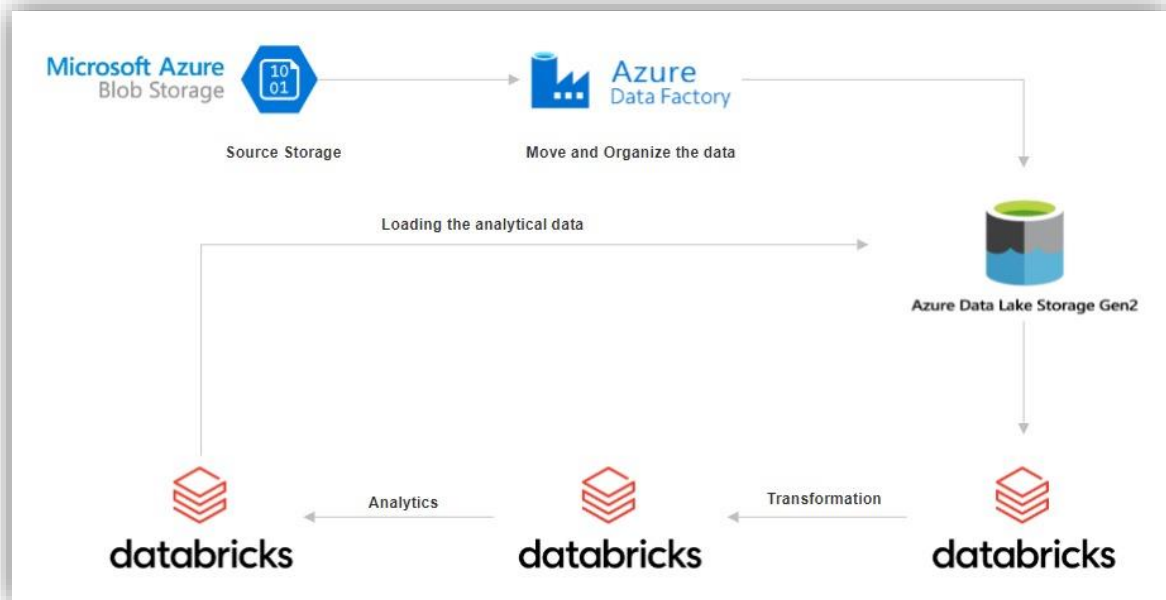 Microsoft Azure
Blob Storage
10
01
Azure
Data Factory
Source Storage
Move and Organize the data
Loading the analytical data
Azure Data Lake Storage Gen2
Analytics
Transformation
databricks
databricks
databricks